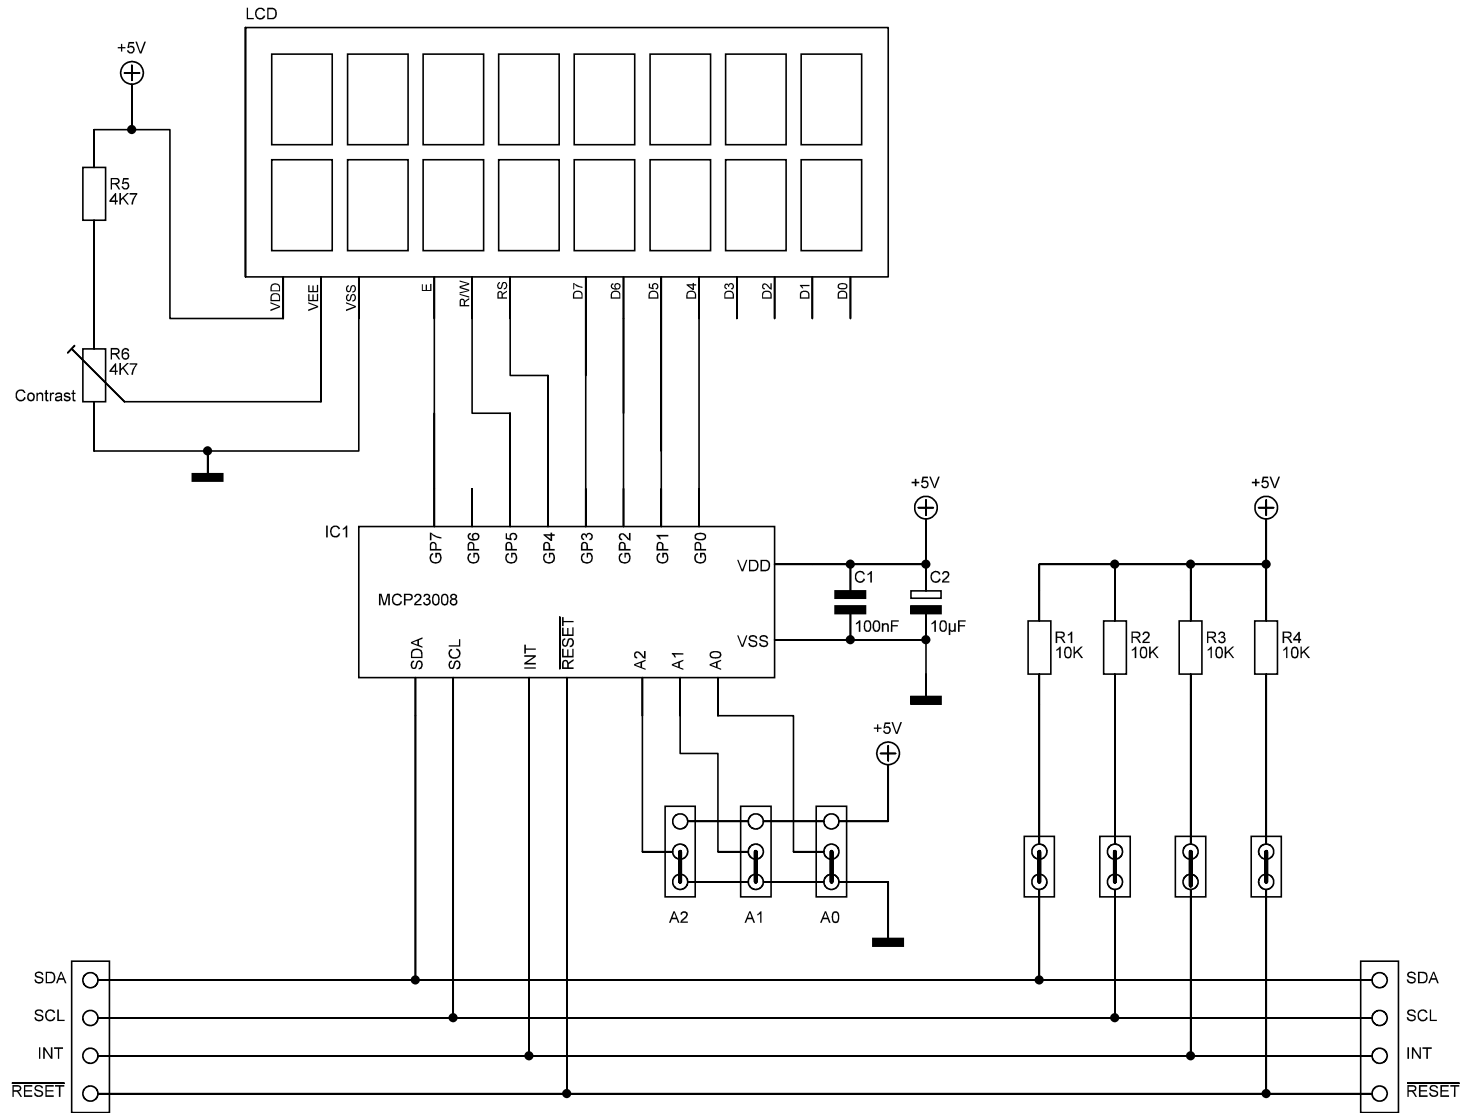 LCD
+5V
R5
4K7
VDD
VEE
VSS
E
R/W
RS
D7
D6
D5
D4
D3
D2
D1
D0
R6
4K7
Contrast
+5V
+5V
IC1
GP7
GP6
GP5
GP4
GP3
GP2
GP1
GP0
VDD
C1
C2
MCP23008
100nF
10µF
VSS
SDA
SCL
INT
RESET
A2
A1
A0
R1
10K
R2
10K
R3
10K
R4
10K
+5V
A2
A1
A0
SDA
SDA
SCL
SCL
INT
INT
RESET
RESET